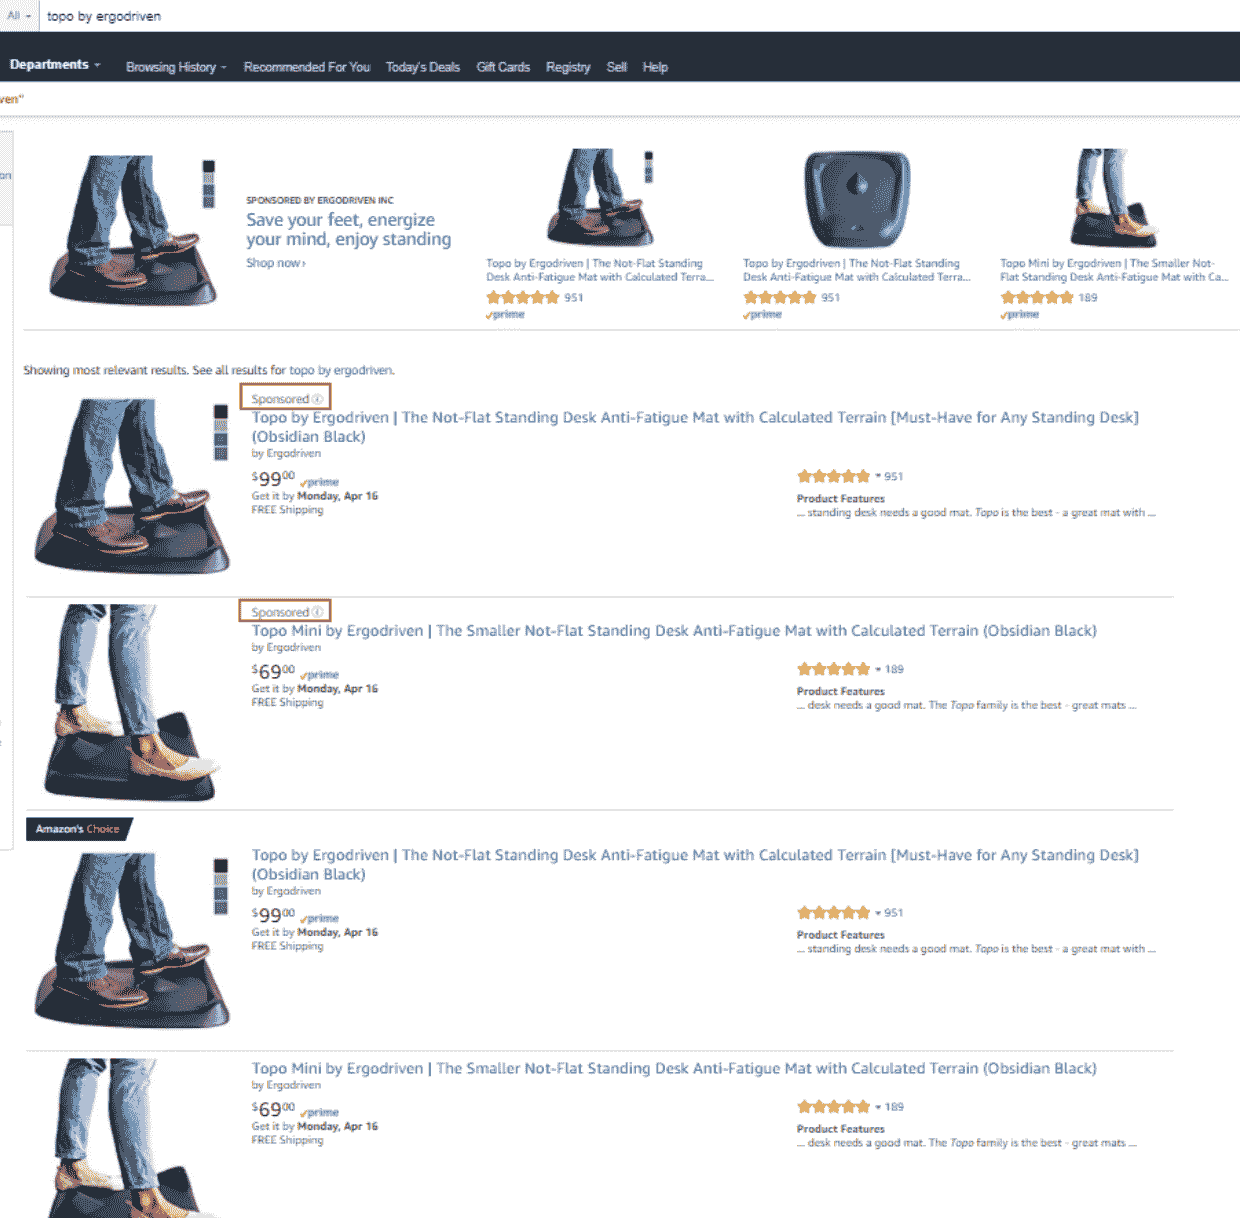 All
topo by ergodriven
Departments
Browsing History
Recommended For You
Today's Deals
Gift Cards
Registry
Sell
Help
ven"
on
SPONSORED BY ERGODRIVEN INC
Save your feet, energize
your mind, enjoy standing
Shop now ›
Topo by Ergodriven | The Not-Flat Standing
Desk Anti-Fatigue Mat with Calculated Terra...
951
prime
Topo by Ergodriven | The Not-Flat Standing
Desk Anti-Fatigue Mat with Calculated Terra...
951
prime
Topo Mini by Ergodriven | The Smaller Not-
Flat Standing Desk Anti-Fatigue Mat with Ca...
189
prime
Showing most relevant results. See all results for topo by ergodriven.
Sponsored
Topo by Ergodriven | The Not-Flat Standing Desk Anti-Fatigue Mat with Calculated Terrain [Must-Have for Any Standing Desk]
(Obsidian Black)
by Ergodriven
$99 00 prime
Get it by Monday, Apr 16
FREE Shipping
951
Product Features
... standing desk needs a good mat. Topo is the best - a great mat with ...
Sponsored
Topo Mini by Ergodriven | The Smaller Not-Flat Standing Desk Anti-Fatigue Mat with Calculated Terrain (Obsidian Black)
by Ergodriven
$69 00 prime
Get it by Monday, Apr 16
FREE Shipping
189
Product Features
... desk needs a good mat. The Topo family is the best - great mats ...
Amazon's Choice
Topo by Ergodriven | The Not-Flat Standing Desk Anti-Fatigue Mat with Calculated Terrain [Must-Have for Any Standing Desk]
(Obsidian Black)
by Ergodriven
$99 00 prime
Get it by Monday, Apr 16
FREE Shipping
951
Product Features
... standing desk needs a good mat. Topo is the best - a great mat with ...
Topo Mini by Ergodriven | The Smaller Not-Flat Standing Desk Anti-Fatigue Mat with Calculated Terrain (Obsidian Black)
by Ergodriven
$69 00 prime
Get it by Monday, Apr 16
FREE Shipping
189
Product Features
... desk needs a good mat. The Topo family is the best - great mats ...